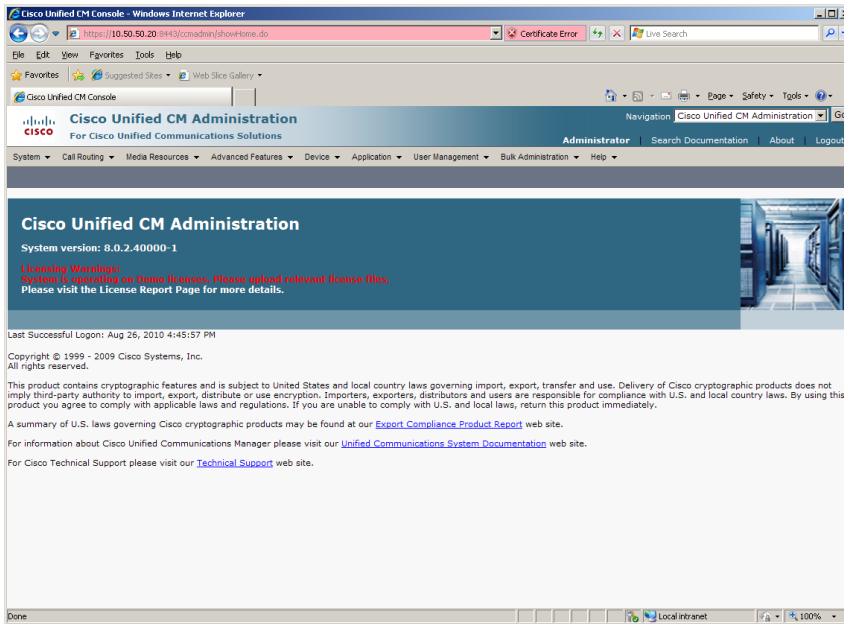 Cisco Unified CM Console - Windows Internet Explorer
https://10.50.50.20:8443/ccmadmin/showHome.do
Certificate Error
Live Search
File Edit View Favorites Tools Help
Favorites
Suggested Sites
Web Slice Gallery
Cisco Unified CM Console
Page
Safety
Tools
CISCO
Cisco Unified CM Administration
For Cisco Unified Communications Solutions
Navigation Cisco Unified CM Administration
Administrator | Search Documentation | About | Logout
System Call Routing Media Resources Advanced Features Device Application User Management Bulk Administration Help
Cisco Unified CM Administration
System version: 8.0.2.40000-1
Licensing Warnings:
System is operating on Demo licenses. Please upload relevant license files.
Please visit the License Report Page for more details.
Last Successful Logon: Aug 26, 2010 4:45:57 PM
Copyright © 1999 - 2009 Cisco Systems, Inc.
All rights reserved.
This product contains cryptographic features and is subject to United States and local country laws governing import, export, transfer and use. Delivery of Cisco cryptographic products does not
imply third-party authority to import, export, distribute or use encryption. Importers, exporters, distributors and users are responsible for compliance with U.S. and local country laws. By using this
product you agree to comply with applicable laws and regulations. If you are unable to comply with U.S. and local laws, return this product immediately.
A summary of U.S. laws governing Cisco cryptographic products may be found at our Export Compliance Product Report web site.
For information about Cisco Unified Communications Manager please visit our Unified Communications System Documentation web site.
For Cisco Technical Support please visit our Technical Support web site.
Done
Local intranet
100%